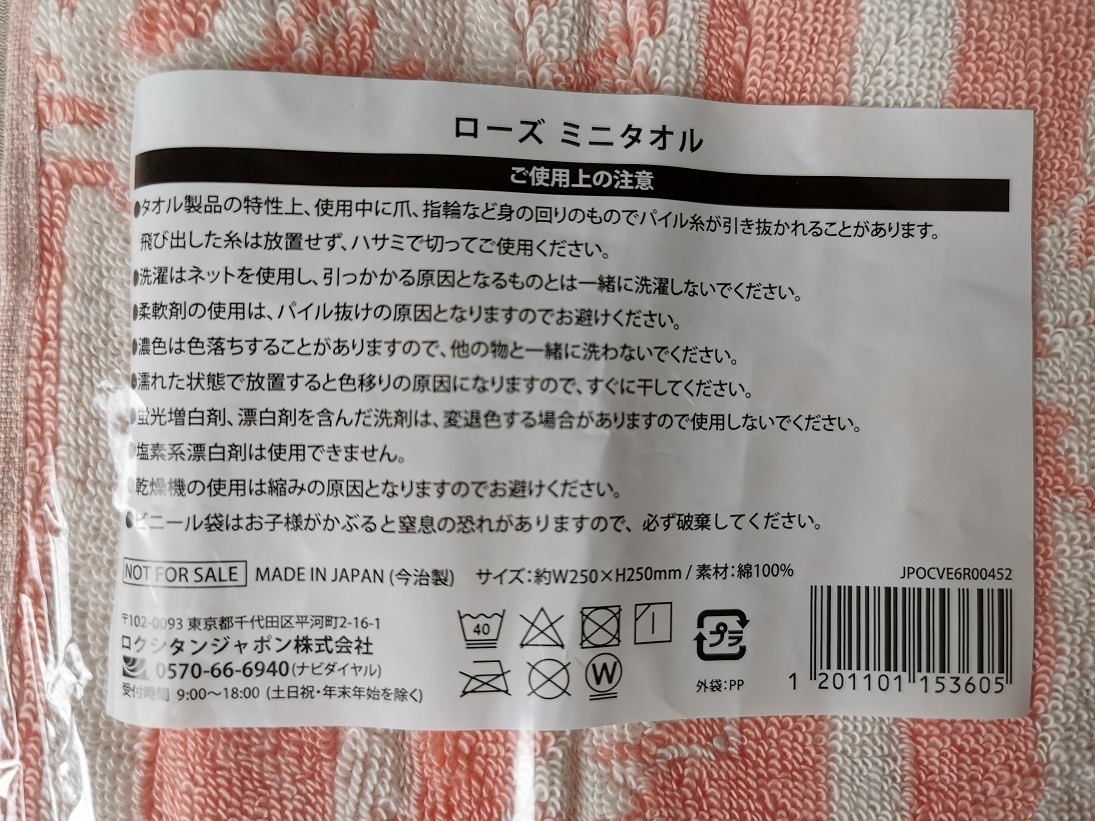 ローズ ミニタオル
ご使用上の注意
●タオル製品の特性上、使用中に爪、指輪など身の回りのものでパイル糸が引き抜かれることがあります。
飛び出した糸は放置せず、ハサミで切ってご使用ください。
●洗濯はネットを使用し、引っかかる原因となるものとは一緒に洗濯しないでください。
●柔軟剤の使用は、パイル抜けの原因となりますのでお避けください。
●濃色は色落ちすることがありますので、他の物と一緒に洗わないでください。
●濡れた状態で放置すると色移りの原因になりますので、すぐに干してください。
●蛍光増白剤、漂白剤を含んだ洗剤は、変退色する場合がありますので使用しないでください。
●塩素系漂白剤は使用できません。
●乾燥機の使用は縮みの原因となりますのでお避けください。
●ビニール袋はお子様がかぶると窒息の恐れがありますので、必ず破棄してください。
NOT FOR SALE MADE IN JAPAN (今治製) サイズ:約W250×H250mm / 素材:綿100% JPOCVE6R00452
〒102-0093 東京都千代田区平河町2-16-1
ロクシタンジャポン株式会社
0570-66-6940(ナビダイヤル)
受付時間 9:00~18:00 (土日祝・年末年始を除く)
40
W
プラ
外袋:PP
1 201101 153605